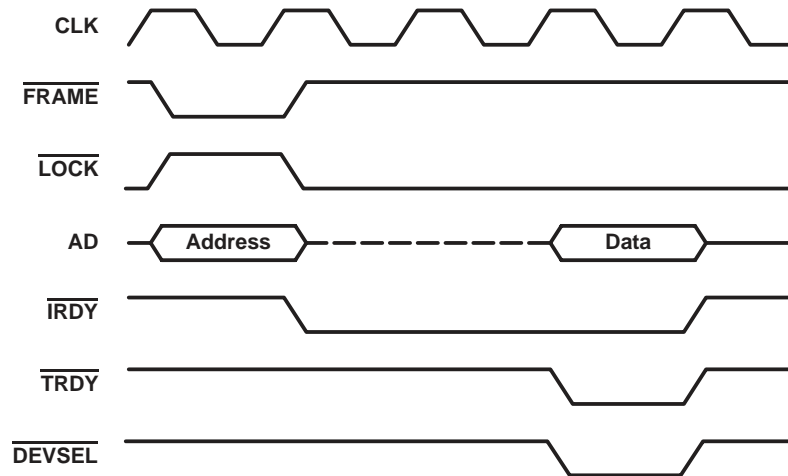 CLK
FRAME
LOCK
AD
Address
Data
IRDY
TRDY
DEVSEL